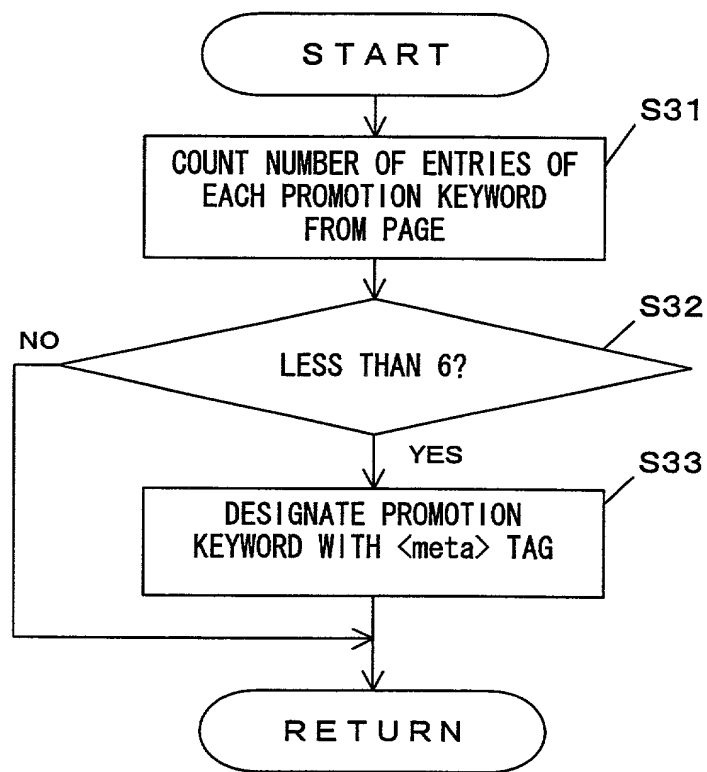 START
S31
COUNT NUMBER OF ENTRIES OF
EACH PROMOTION KEYWORD
FROM PAGE
S32
NO
LESS THAN 6?
YES
S33
DESIGNATE PROMOTION
KEYWORD WITH <meta> TAG
RETURN